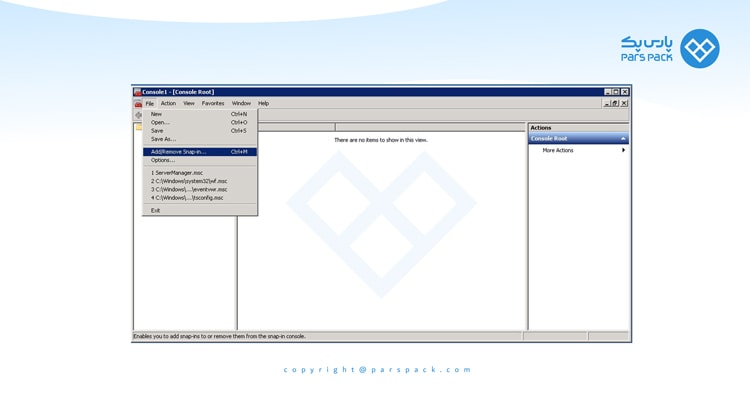 پارس پک
PARS PACK
Console1 - [Console Root]
File Action View Favorites Window Help
New Ctrl+N
Open... Ctrl+O
Save Ctrl+S
Save As...
Add/Remove Snap-in... Ctrl+M
Options...
1 ServerManager.msc
2 C:\Windows\system32\wf.msc
3 C:\Windows\...\eventvwr.msc
4 C:\Windows\...\tsconfig.msc
Exit
There are no items to show in this view.
Actions
Console Root
More Actions
Enables you to add snap-ins to or remove them from the snap-in console.
copyright@parspack.com